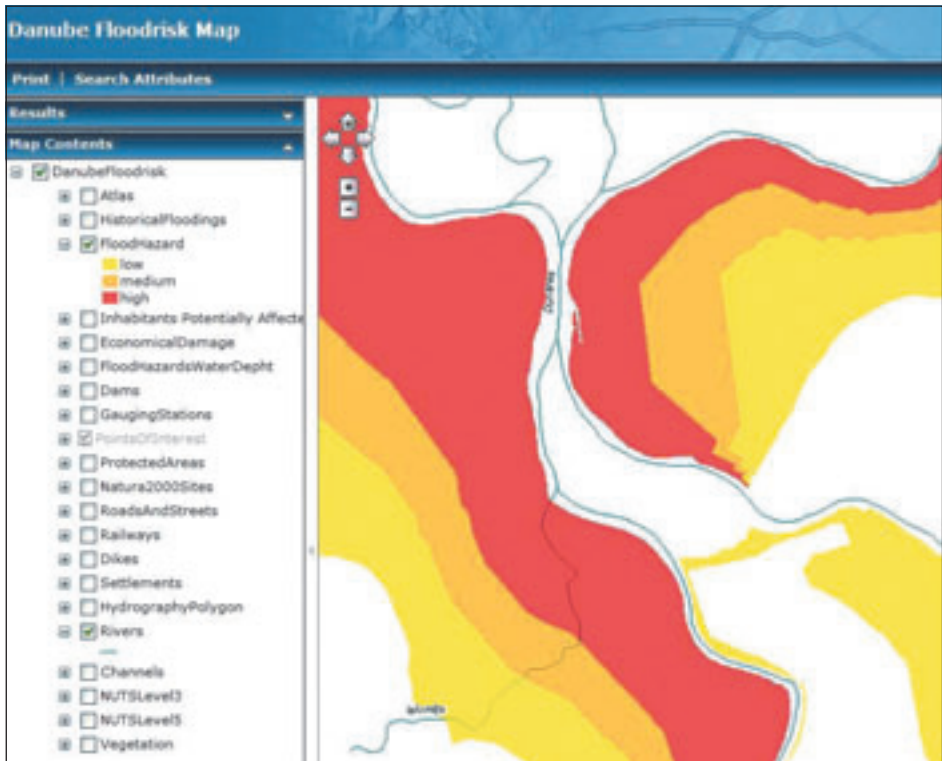 Danube Floodrisk Map
Print | Search Attributes
Results
Map Contents
DanubeFloodrisk
Atlas
HistoricalFloodings
FloodHazard
low
medium
high
Inhabitants Potentially Affecte
EconomicalDamage
FloodHazardsWaterDepht
Dams
GaugingStations
PointsOfInterest
ProtectedAreas
Natura2000Sites
RoadsAndStreets
Railways
Dikes
Settlements
HydrographyPolygon
Rivers
Channels
NUTSLevel3
NUTSLevel5
Vegetation